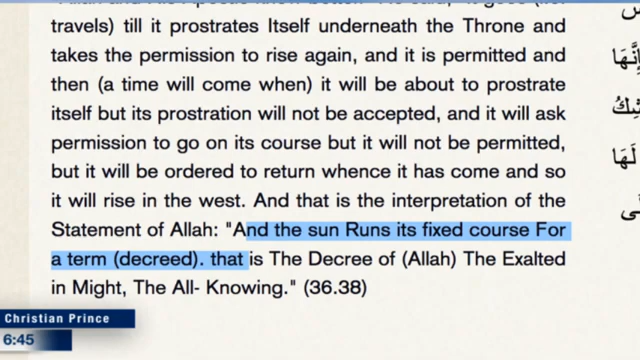 travels) till it prostrates Itself underneath the Throne and
takes the permission to rise again, and it is permitted and
then (a time will come when) it will be about to prostrate
itself but its prostration will not be accepted, and it will ask
permission to go on its course but it will not be permitted,
but it will be ordered to return whence it has come and so
it will rise in the west. And that is the interpretation of the
Statement of Allah: "And the sun Runs its fixed course For
a term (decreed). that is The Decree of (Allah) The Exalted
in Might, The All- Knowing." (36.38)
إِنَّهَا
لَهَا
Christian Prince
6:45